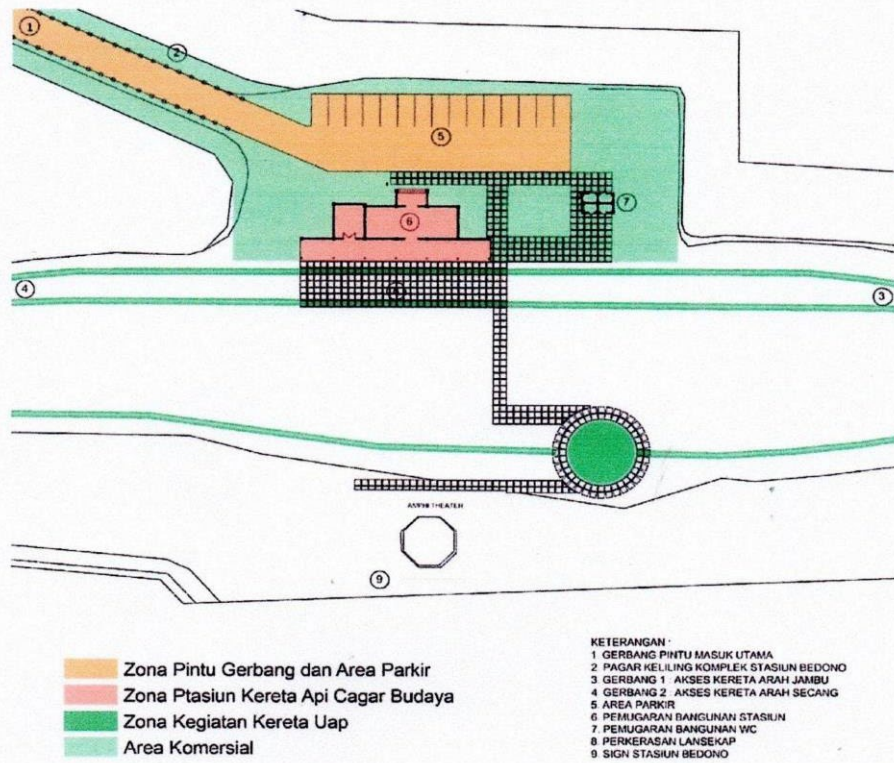 1
2
5
7
6
4
3
AMPHITHEATER
9
Zona Pintu Gerbang dan Area Parkir
Zona Ptasiun Kereta Api Cagar Budaya
Zona Kegiatan Kereta Uap
Area Komersial
KETERANGAN :
1 GERBANG PINTU MASUK UTAMA
2 PAGAR KELILING KOMPLEK STASIUN BEDONO
3 GERBANG 1 : AKSES KERETA ARAH JAMBU
4 GERBANG 2 : AKSES KERETA ARAH SECANG
5 AREA PARKIR
6 PEMUGARAN BANGUNAN STASIUN
7. PEMUGARAN BANGUNAN WC
8 PERKERASAN LANSEKAP
9 SIGN STASIUN BEDONO